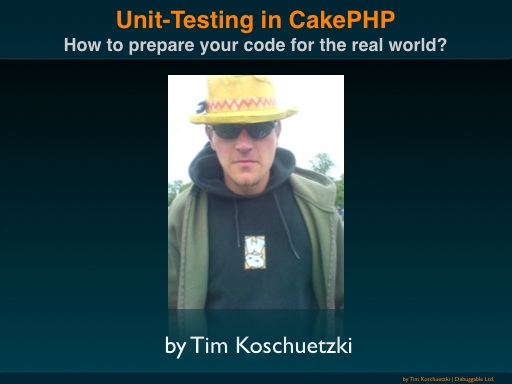 Unit-Testing in CakePHP
How to prepare your code for the real world?
by Tim Koschuetzki
by Tim Koschuetzki | Debuggable Ltd.